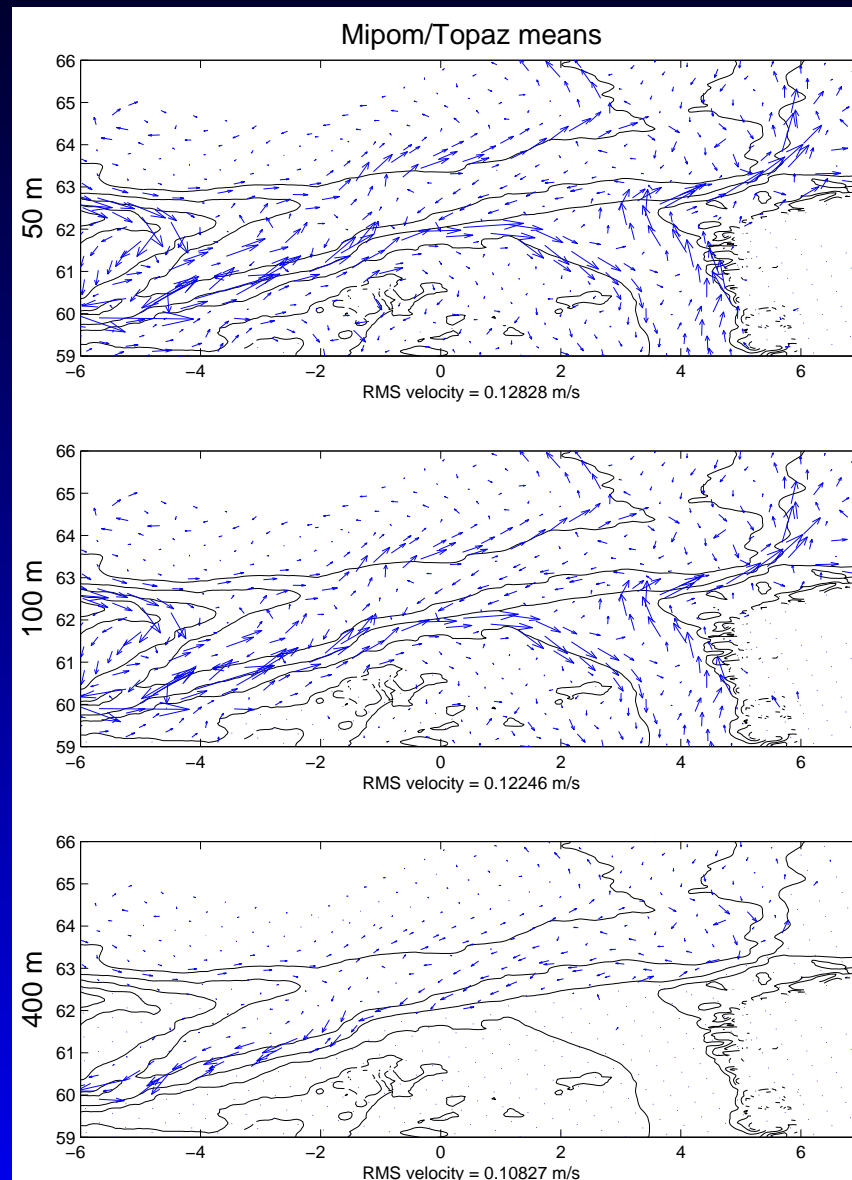 Mipom/Topaz means
50 m
66
65
64
63
62
61
60
59
−6 −4 −2 0 2 4 6
RMS velocity = 0.12828 m/s
100 m
66
65
64
63
62
61
60
59
−6 −4 −2 0 2 4 6
RMS velocity = 0.12246 m/s
400 m
66
65
64
63
62
61
60
59
−6 −4 −2 0 2 4 6
RMS velocity = 0.10827 m/s